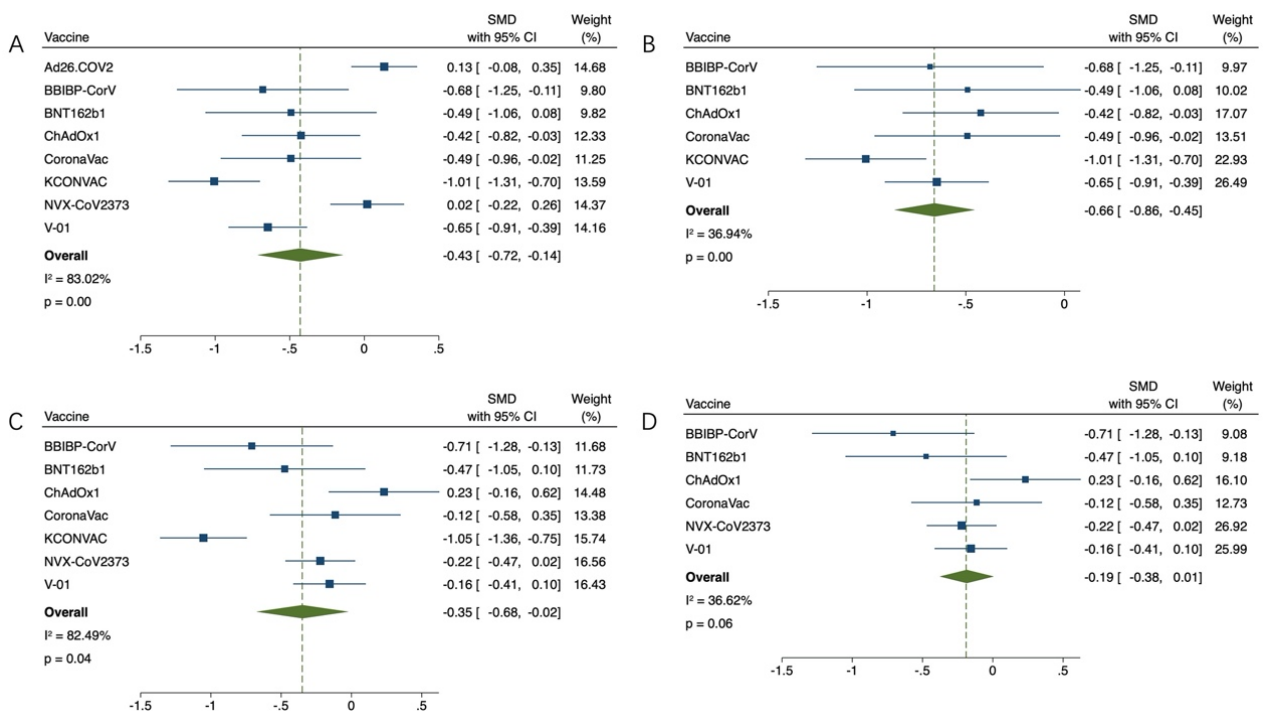 A
SMD Weight
Vaccine with 95% CI (%)
Ad26.COV2 0.13 [ -0.08, 0.35] 14.68
BBIBP-CorV -0.68 [ -1.25, -0.11] 9.80
BNT162b1 -0.49 [ -1.06, 0.08] 9.82
ChAdOx1 -0.42 [ -0.82, -0.03] 12.33
CoronaVac -0.49 [ -0.96, -0.02] 11.25
KCONVAC -1.01 [ -1.31, -0.70] 13.59
NVX-CoV2373 0.02 [ -0.22, 0.26] 14.37
V-01 -0.65 [ -0.91, -0.39] 14.16
Overall -0.43 [ -0.72, -0.14]
I² = 83.02%
p = 0.00
-1.5 -1 -.5 0 .5
B
SMD Weight
Vaccine with 95% CI (%)
BBIBP-CorV -0.68 [ -1.25, -0.11] 9.97
BNT162b1 -0.49 [ -1.06, 0.08] 10.02
ChAdOx1 -0.42 [ -0.82, -0.03] 17.07
CoronaVac -0.49 [ -0.96, -0.02] 13.51
KCONVAC -1.01 [ -1.31, -0.70] 22.93
V-01 -0.65 [ -0.91, -0.39] 26.49
Overall -0.66 [ -0.86, -0.45]
I² = 36.94%
p = 0.00
-1.5 -1 -.5 0
C
SMD Weight
Vaccine with 95% CI (%)
BBIBP-CorV -0.71 [ -1.28, -0.13] 11.68
BNT162b1 -0.47 [ -1.05, 0.10] 11.73
ChAdOx1 0.23 [ -0.16, 0.62] 14.48
CoronaVac -0.12 [ -0.58, 0.35] 13.38
KCONVAC -1.05 [ -1.36, -0.75] 15.74
NVX-CoV2373 -0.22 [ -0.47, 0.02] 16.56
V-01 -0.16 [ -0.41, 0.10] 16.43
Overall -0.35 [ -0.68, -0.02]
I² = 82.49%
p = 0.04
-1.5 -1 -.5 0 .5
D
SMD Weight
Vaccine with 95% CI (%)
BBIBP-CorV -0.71 [ -1.28, -0.13] 9.08
BNT162b1 -0.47 [ -1.05, 0.10] 9.18
ChAdOx1 0.23 [ -0.16, 0.62] 16.10
CoronaVac -0.12 [ -0.58, 0.35] 12.73
NVX-CoV2373 -0.22 [ -0.47, 0.02] 26.92
V-01 -0.16 [ -0.41, 0.10] 25.99
Overall -0.19 [ -0.38, 0.01]
I² = 36.62%
p = 0.06
-1.5 -1 -.5 0 .5